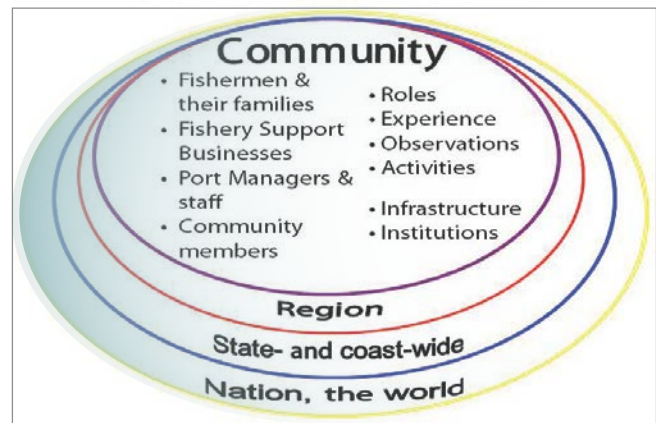 Community
• Fishermen &
their families
• Fishery Support
Businesses
• Port Managers &
staff
• Community
members
• Roles
• Experience
• Observations
• Activities
• Infrastructure
• Institutions
Region
State- and coast-wide
Nation, the world